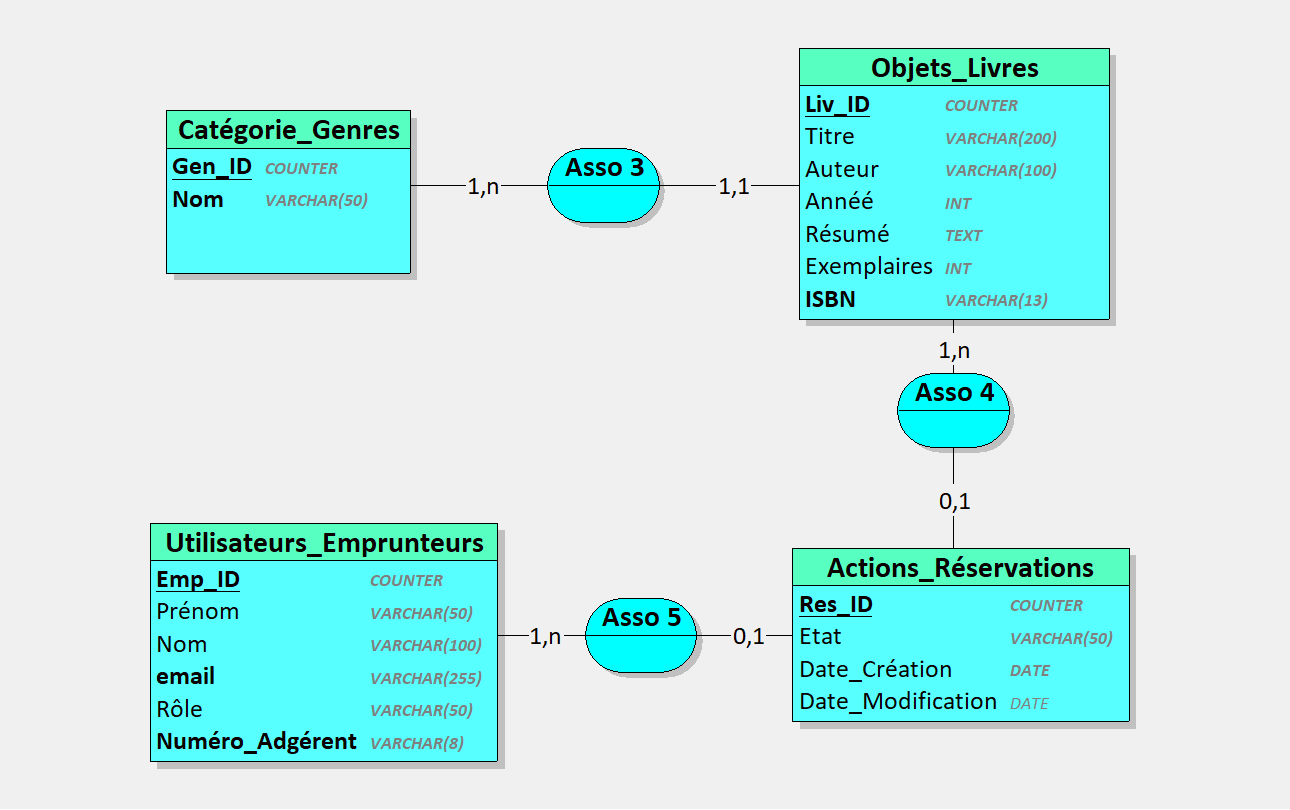 Catégorie_Genres
Gen_ID COUNTER
Nom VARCHAR(50)
1,n
Asso 3
1,1
Objets_Livres
Liv_ID COUNTER
Titre VARCHAR(200)
Auteur VARCHAR(100)
Annéé INT
Résumé TEXT
Exemplaires INT
ISBN VARCHAR(13)
1,n
Asso 4
0,1
Utilisateurs_Emprunteurs
Emp_ID COUNTER
Prénom VARCHAR(50)
Nom VARCHAR(100)
email VARCHAR(255)
Rôle VARCHAR(50)
Numéro_Adgérent VARCHAR(8)
1,n
Asso 5
0,1
Actions_Réservations
Res_ID COUNTER
Etat VARCHAR(50)
Date_Création DATE
Date_Modification DATE